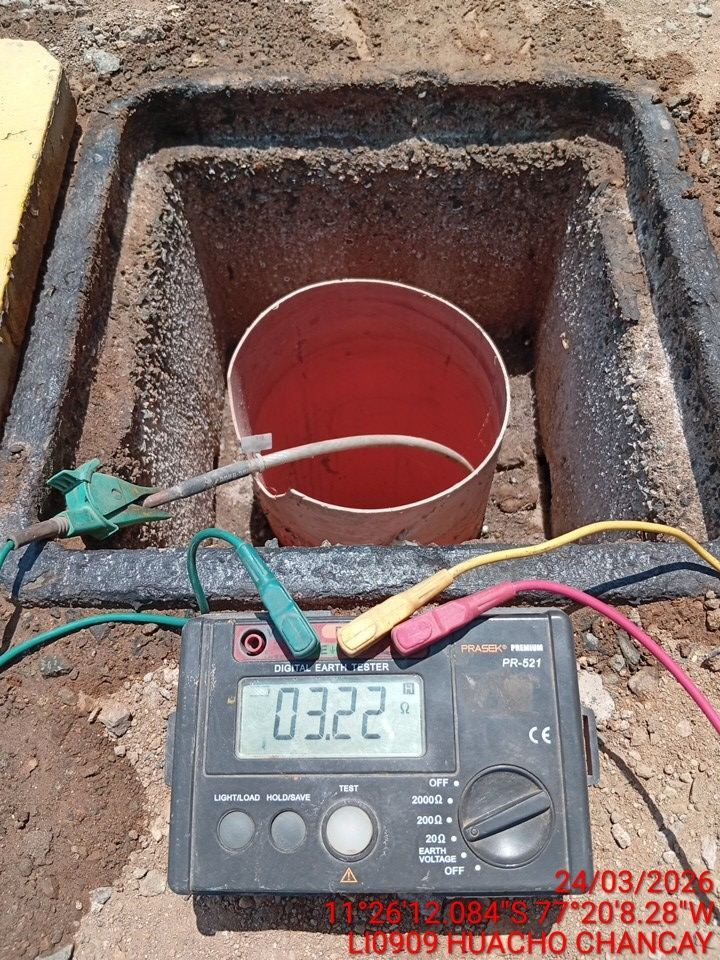 E
PRASEK® PREMIUM
PR-521
DIGITAL EARTH TESTER
03.22 Ω
H
CE
LIGHT/LOAD HOLD/SAVE TEST
OFF
2000Ω
200Ω
20Ω
EARTH
VOLTAGE
OFF
24/03/2026
11°26'12.084"S 77°20'8.28"W
LI0909 HUACHO CHANCAY